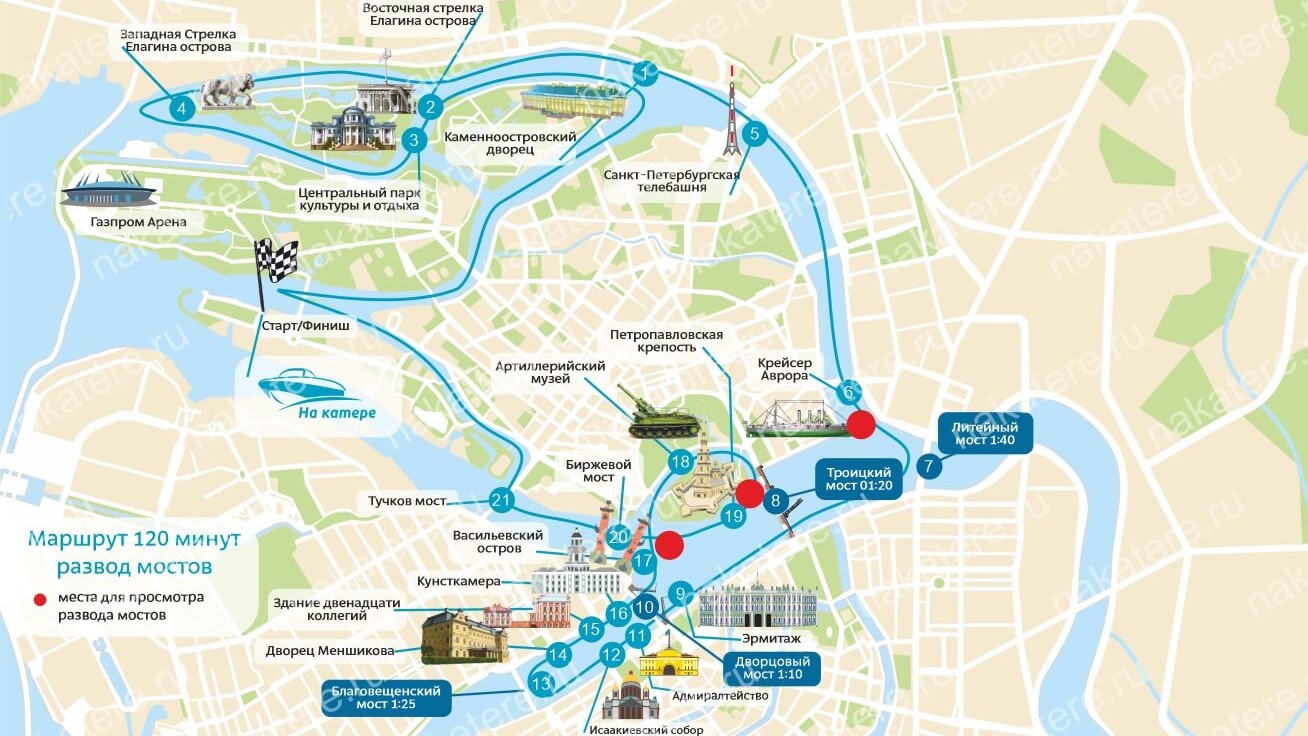 Восточная стрелка
Елагина острова
Западная Стрелка
Елагина острова
1
4
2
3
5
Каменноостровский
дворец
Санкт-Петербургская
телебашня
Центральный парк
культуры и отдыха
Газпром Арена
Старт/Финиш
На катере
Петропавловская
крепость
Артиллерийский
музей
Крейсер
Аврора
6
Литейный
мост 1:40
7
Биржевой
мост
18
Троицкий
мост 01:20
8
Тучков мост
21
19
Маршрут 120 минут
развод мостов
места для просмотра
развода мостов
Васильевский
остров
20
17
Кунсткамера
Здание двенадцати
коллегий
16
10
9
15
11
Эрмитаж
Дворец Меншикова
14
12
Дворцовый
мост 1:10
13
Благовещенский
мост 1:25
Адмиралтейство
Исаакиевский собор
nakatere.ru